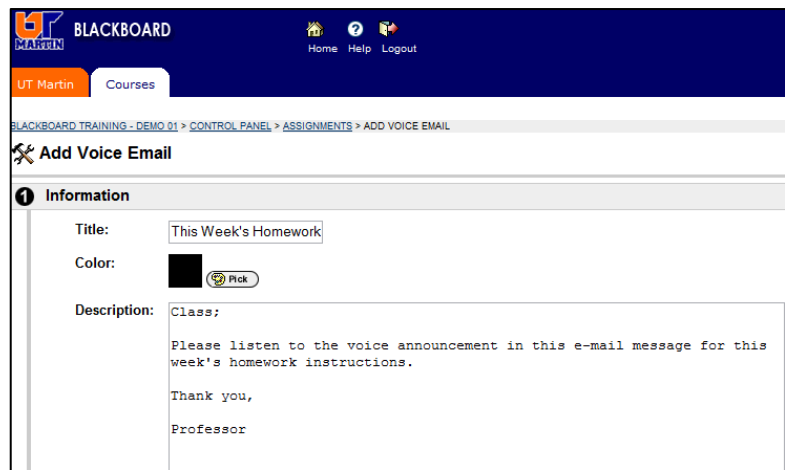 UT
MARTIN
BLACKBOARD
Home Help Logout
UT Martin Courses
BLACKBOARD TRAINING - DEMO 01 > CONTROL PANEL > ASSIGNMENTS > ADD VOICE EMAIL
Add Voice Email
1 Information
Title: This Week's Homework
Color: Pick
Description: Class;
Please listen to the voice announcement in this e-mail message for this
week's homework instructions.
Thank you,
Professor